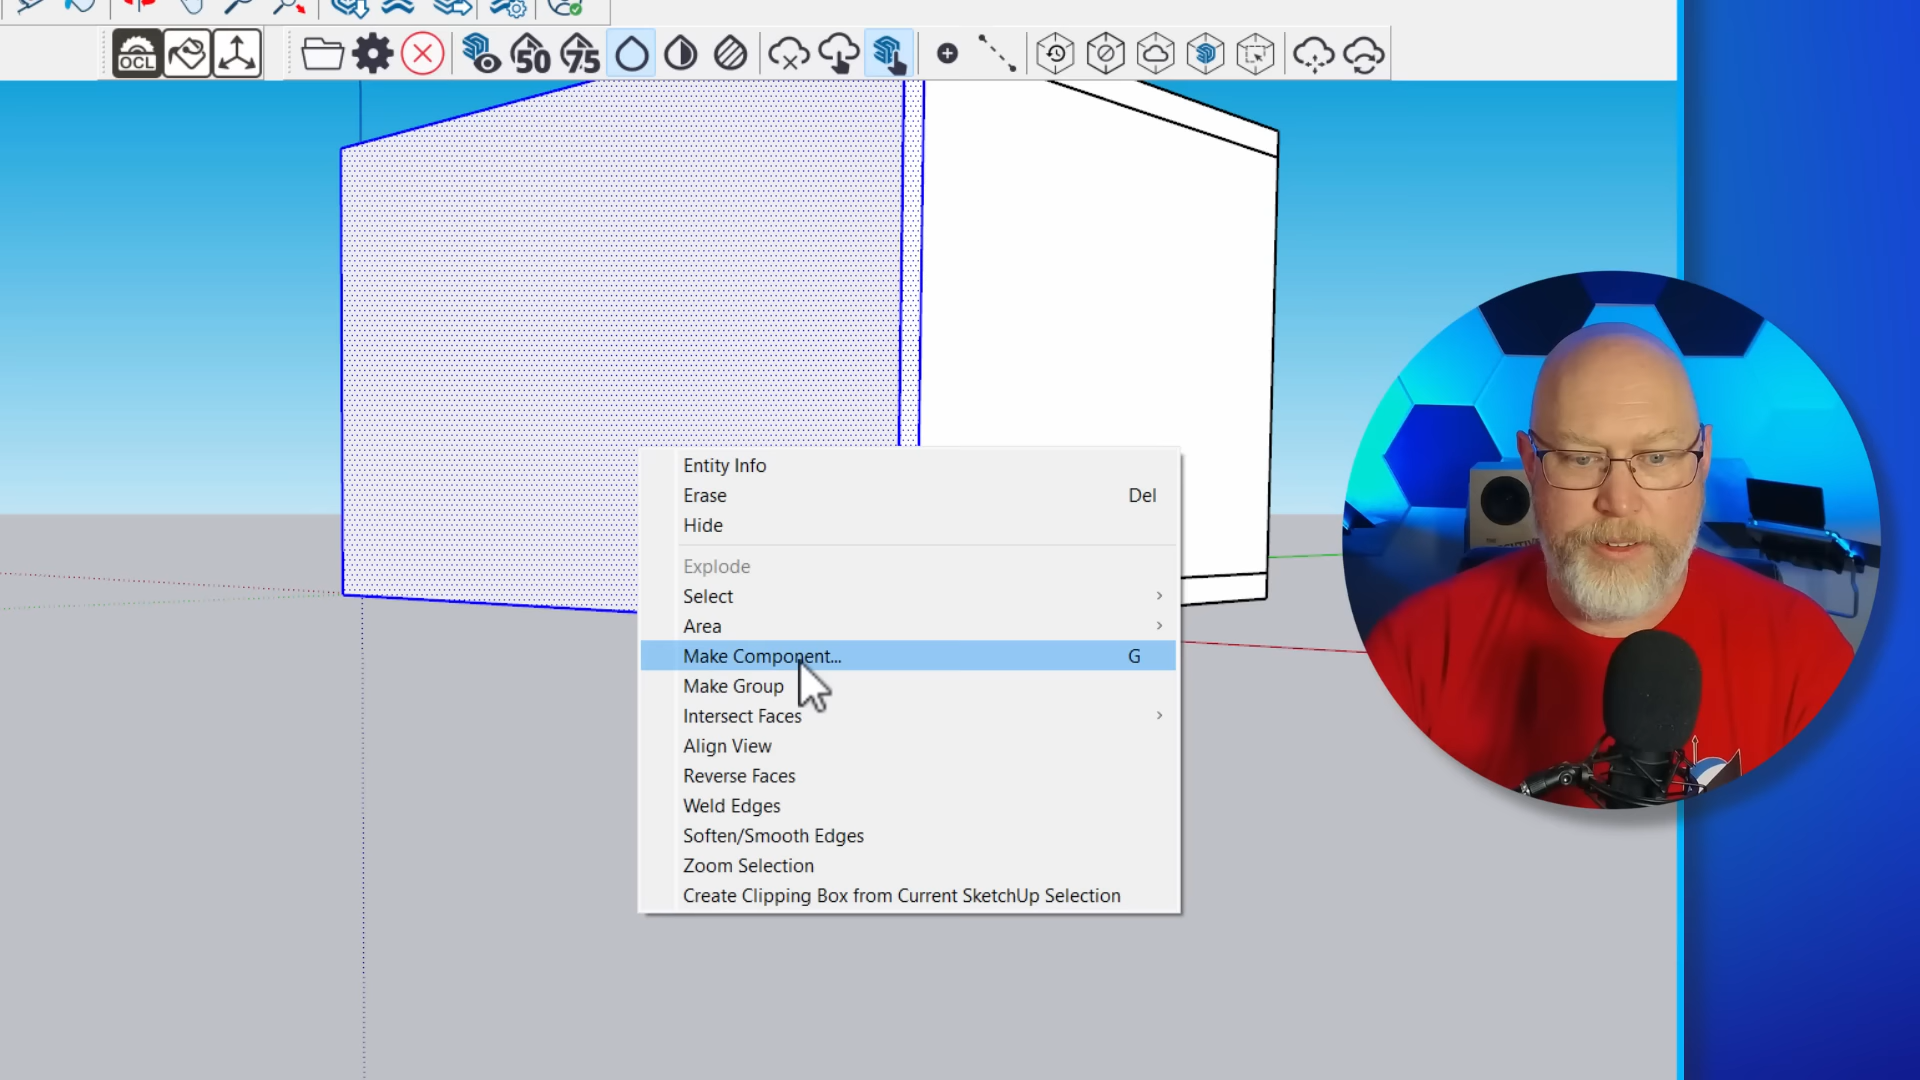 OCL
50
75
Entity Info
Erase Del
Hide
Explode
Select
Area
Make Component... G
Make Group
Intersect Faces
Align View
Reverse Faces
Weld Edges
Soften/Smooth Edges
Zoom Selection
Create Clipping Box from Current SketchUp Selection